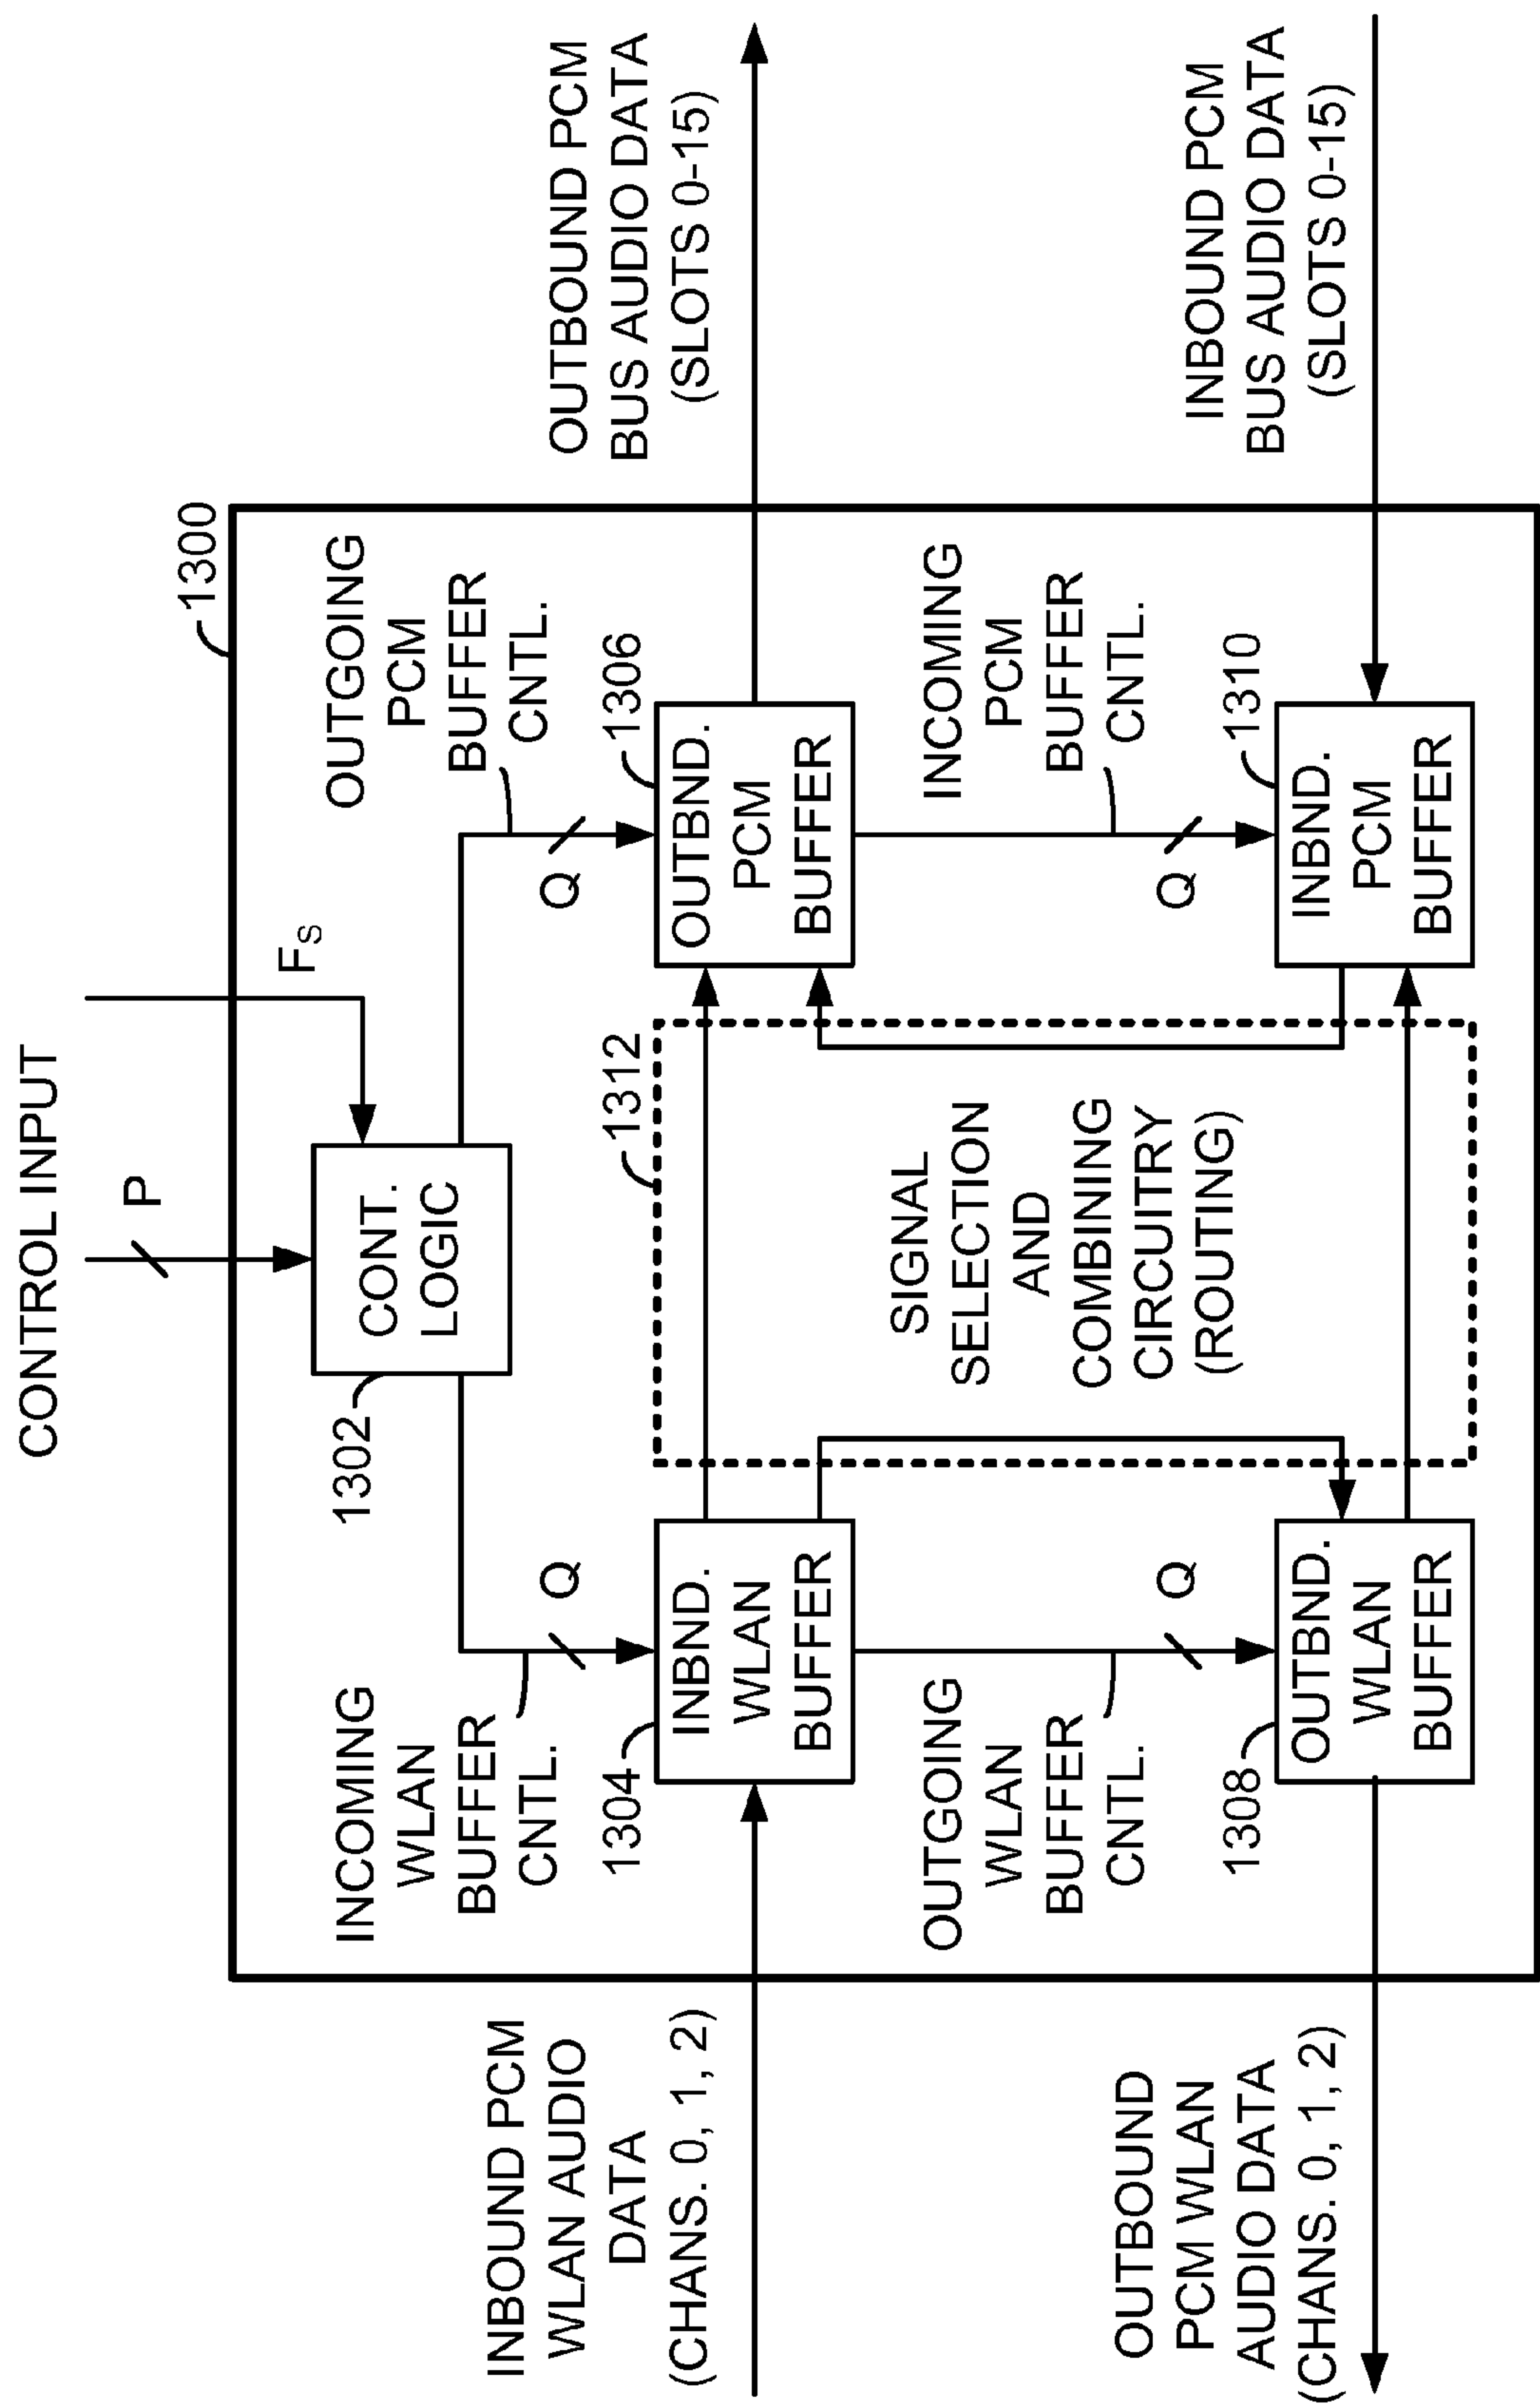 CONTROL INPUT
P
F<sub>S</sub>
1300
CONT.
LOGIC
1302
INCOMING
WLAN
BUFFER
CNTL.
Q
OUTGOING
PCM
BUFFER
CNTL.
Q
INBOUND PCM
WLAN AUDIO
DATA
(CHANS. 0, 1, 2)
1304
INBND.
WLAN
BUFFER
1312
1306
OUTBND.
PCM
BUFFER
OUTBOUND PCM
BUS AUDIO DATA
(SLOTS 0-15)
SIGNAL
SELECTION
AND
COMBINING
CIRCUITRY
(ROUTING)
OUTGOING
WLAN
BUFFER
CNTL.
Q
INCOMING
PCM
BUFFER
CNTL.
Q
OUTBOUND
PCM WLAN
AUDIO DATA
(CHANS. 0, 1, 2)
1308
OUTBND.
WLAN
BUFFER
1310
INBND.
PCM
BUFFER
INBOUND PCM
BUS AUDIO DATA
(SLOTS 0-15)